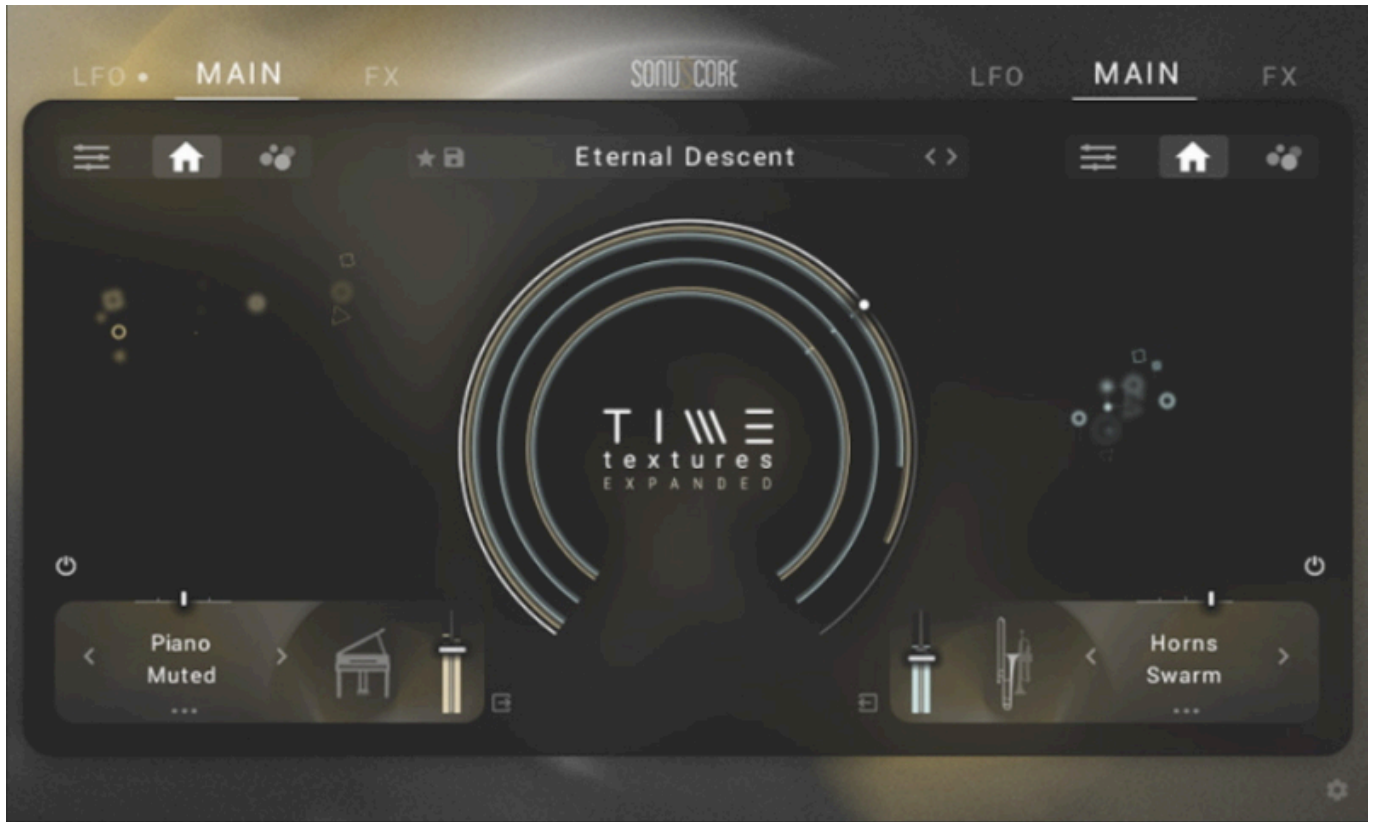 LFO MAIN FX SONUSCORE LFO MAIN FX
Eternal Descent
TIME
textures
EXPANDED
Piano
Muted
...
Horns
Swarm
...